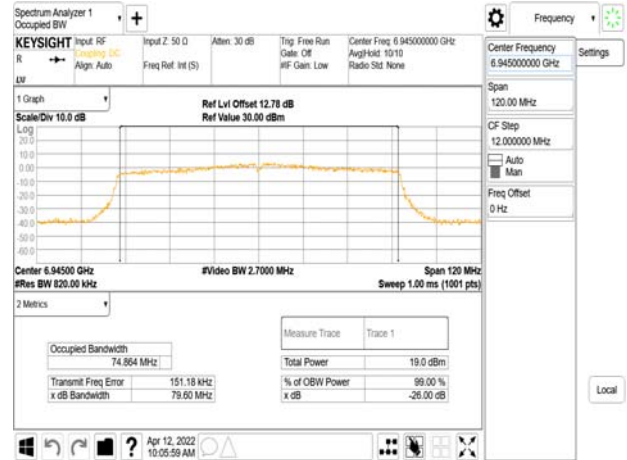 Spectrum Analyzer 1
Occupied BW
Frequency
KEYSIGHT
R
LU
Input: RF
Coupling: DC
Align: Auto
Input Z: 50 Ω
Freq Ref: Int (S)
Atten: 30 dB
Trig: Free Run
Gate: Off
#IF Gain: Low
Center Freq: 6.945000000 GHz
Avg|Hold: 10/10
Radio Std: None
Center Frequency
6.945000000 GHz
Settings
Span
120.00 MHz
CF Step
12.000000 MHz
Auto
Man
Freq Offset
0 Hz
Local
1 Graph
Scale/Div 10.0 dB
Ref Lvl Offset 12.78 dB
Ref Value 30.00 dBm
Log
20.0
10.0
0.00
-10.0
-20.0
-30.0
-40.0
-50.0
-60.0
Center 6.94500 GHz
#Res BW 820.00 kHz
#Video BW 2.7000 MHz
Span 120 MHz
Sweep 1.00 ms (1001 pts)
2 Metrics
Measure Trace Trace 1
Occupied Bandwidth
74.864 MHz
Total Power 19.0 dBm
Transmit Freq Error 151.18 kHz
% of OBW Power 99.00 %
x dB Bandwidth 79.60 MHz
x dB -26.00 dB
?
Apr 12, 2022
10:05:59 AM